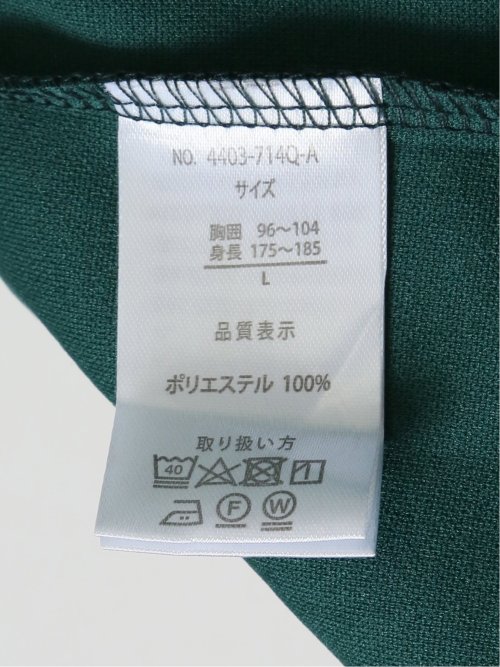 NO. 4403-714Q-A
サイズ
胸囲 96～104
身長 175～185
L
品質表示
ポリエステル 100%
取り扱い方
40
F W